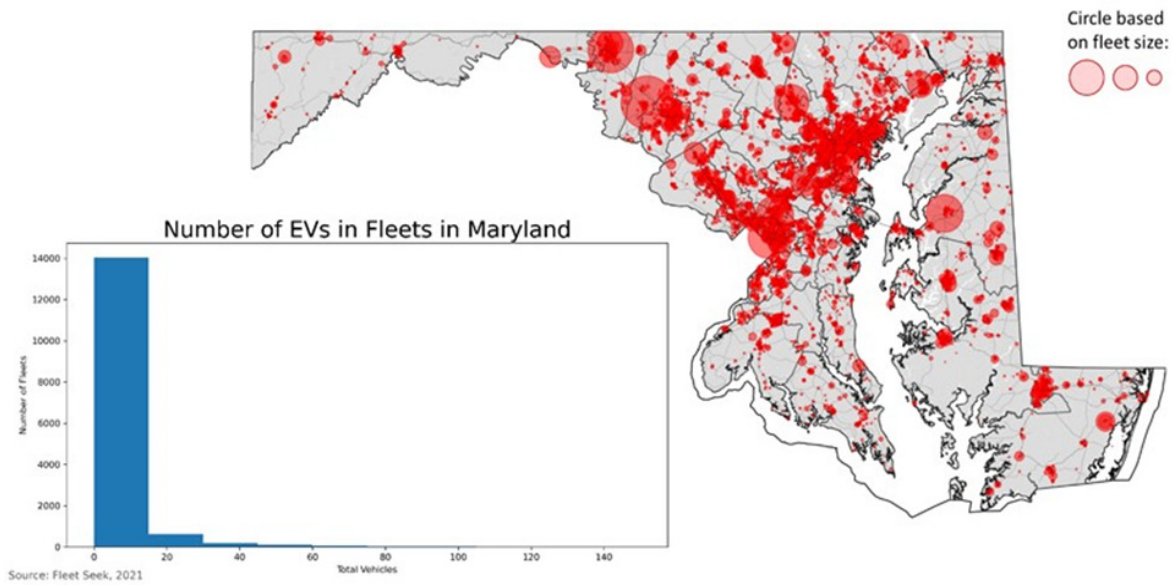 Circle based
on fleet size:
Number of EVs in Fleets in Maryland
14000
12000
10000
8000
6000
4000
2000
0
Number of Fleets
0 20 40 60 80 100 120 140
Total Vehicles
Source: Fleet Seek, 2021